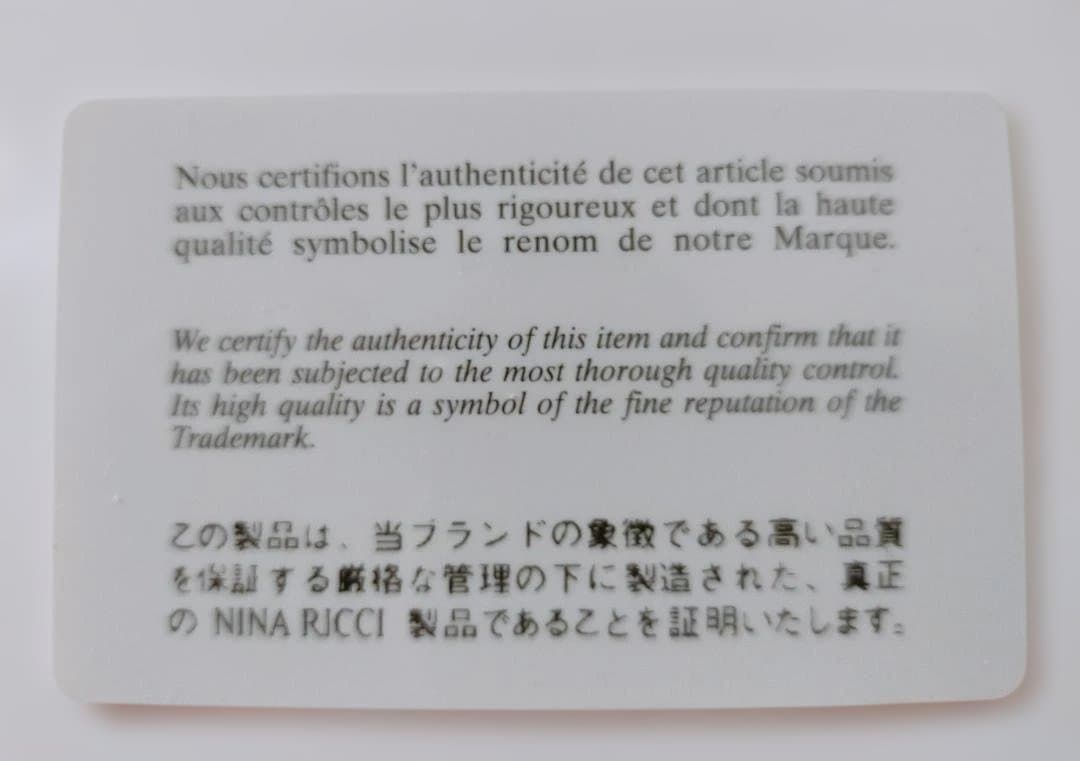 Nous certifions l'authenticité de cet article soumis
aux contrôles le plus rigoureux et dont la haute
qualité symbolise le renom de notre Marque.
We certify the authenticity of this item and confirm that it
has been subjected to the most thorough quality control.
Its high quality is a symbol of the fine reputation of the
Trademark.
この製品は、当ブランドの象徴である高い品質
を保証する厳格な管理の下に製造された、真正
の NINA RICCI 製品であることを証明いたします。